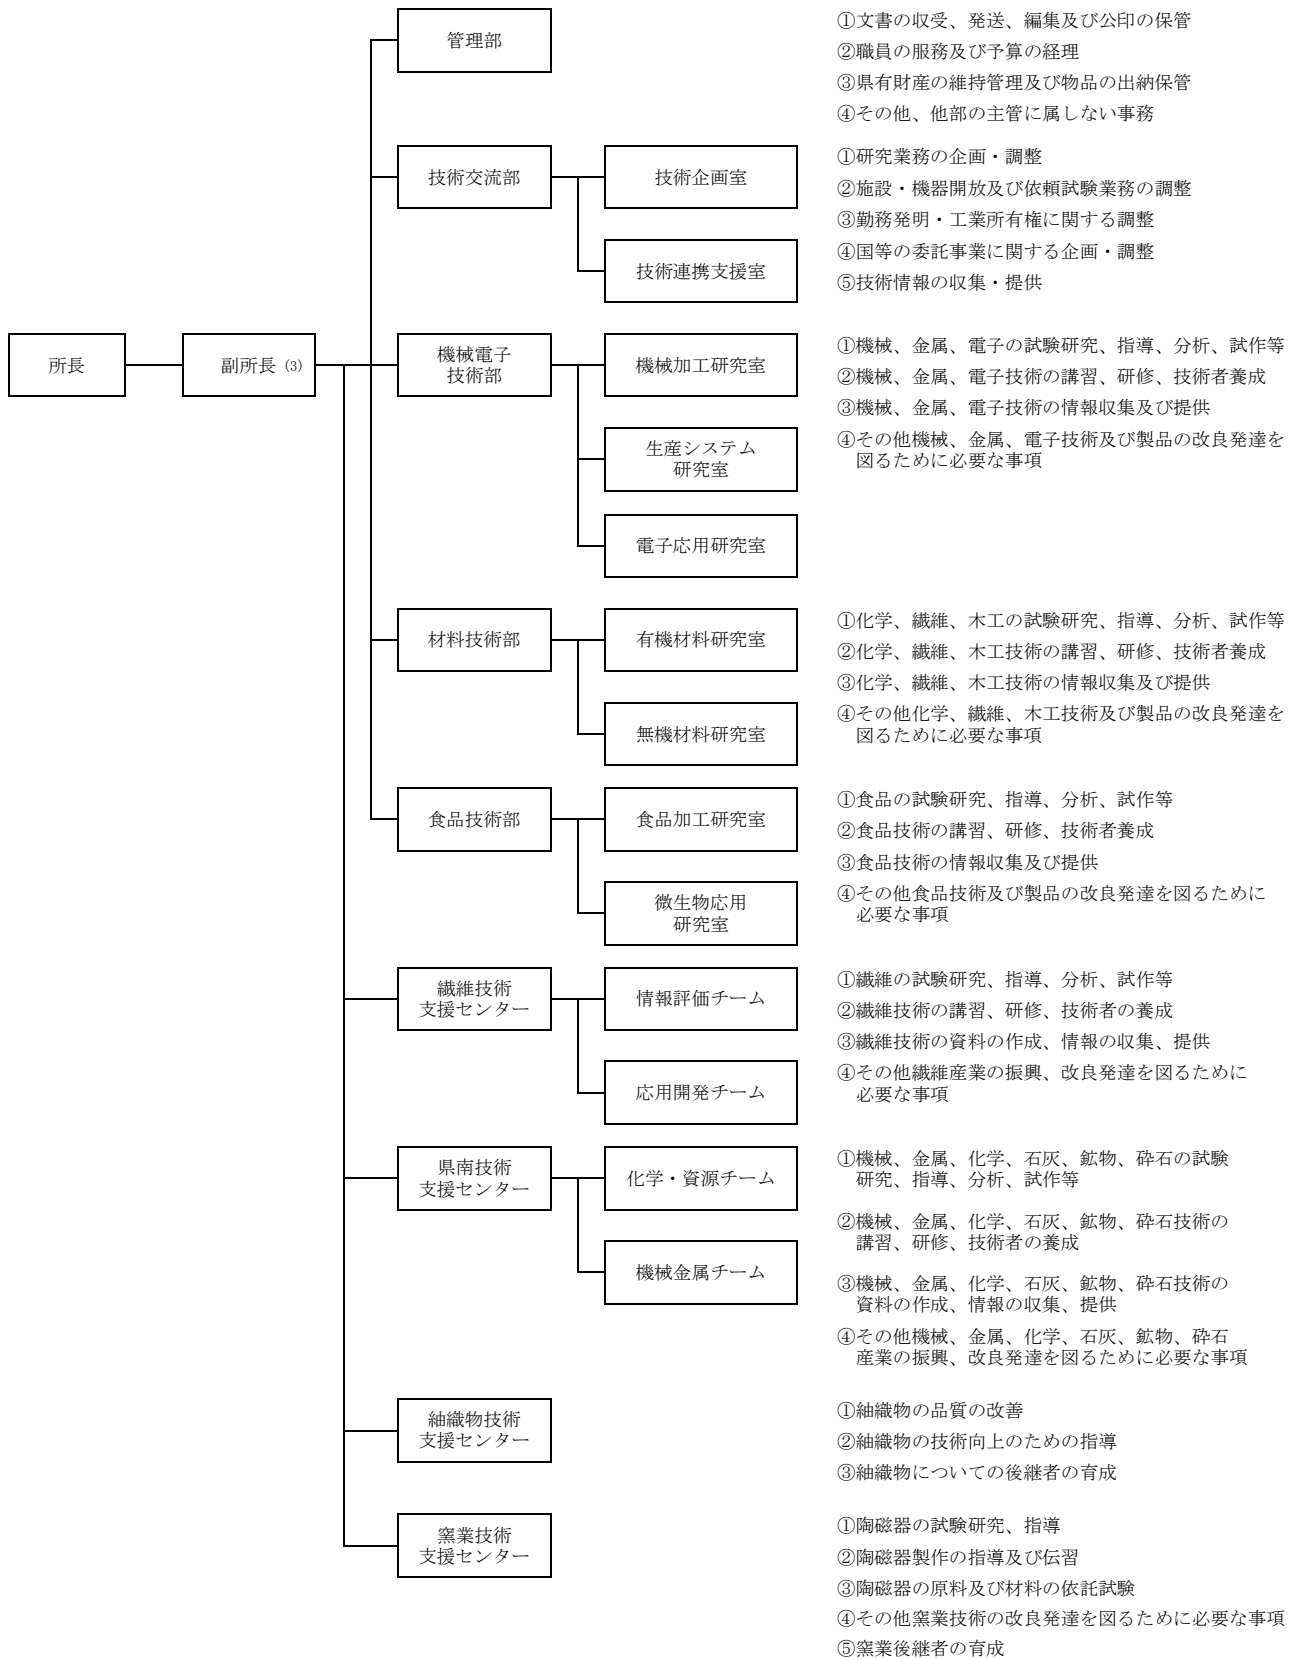 所長
副所長 (3)
管理部
①文書の収受、発送、編集及び公印の保管
②職員の服務及び予算の経理
③県有財産の維持管理及び物品の出納保管
④その他、他部の主管に属しない事務
技術交流部
技術企画室
技術連携支援室
①研究業務の企画・調整
②施設・機器開放及び依頼試験業務の調整
③勤務発明・工業所有権に関する調整
④国等の委託事業に関する企画・調整
⑤技術情報の収集・提供
機械電子
技術部
機械加工研究室
生産システム
研究室
電子応用研究室
①機械、金属、電子の試験研究、指導、分析、試作等
②機械、金属、電子技術の講習、研修、技術者養成
③機械、金属、電子技術の情報収集及び提供
④その他機械、金属、電子技術及び製品の改良発達を
図るために必要な事項
材料技術部
有機材料研究室
無機材料研究室
①化学、繊維、木工の試験研究、指導、分析、試作等
②化学、繊維、木工技術の講習、研修、技術者養成
③化学、繊維、木工技術の情報収集及び提供
④その他化学、繊維、木工技術及び製品の改良発達を
図るために必要な事項
食品技術部
食品加工研究室
微生物応用
研究室
①食品の試験研究、指導、分析、試作等
②食品技術の講習、研修、技術者養成
③食品技術の情報収集及び提供
④その他食品技術及び製品の改良発達を図るために
必要な事項
繊維技術
支援センター
情報評価チーム
応用開発チーム
①繊維の試験研究、指導、分析、試作等
②繊維技術の講習、研修、技術者の養成
③繊維技術の資料の作成、情報の収集、提供
④その他繊維産業の振興、改良発達を図るために
必要な事項
県南技術
支援センター
化学・資源チーム
機械金属チーム
①機械、金属、化学、石灰、鉱物、砕石の試験
研究、指導、分析、試作等
②機械、金属、化学、石灰、鉱物、砕石技術の
講習、研修、技術者の養成
③機械、金属、化学、石灰、鉱物、砕石技術の
資料の作成、情報の収集、提供
④その他機械、金属、化学、石灰、鉱物、砕石
産業の振興、改良発達を図るために必要な事項
紬織物技術
支援センター
①紬織物の品質の改善
②紬織物の技術向上のための指導
③紬織物についての後継者の育成
窯業技術
支援センター
①陶磁器の試験研究、指導
②陶磁器製作の指導及び伝習
③陶磁器の原料及び材料の依託試験
④その他窯業技術の改良発達を図るために必要な事項
⑤窯業後継者の育成